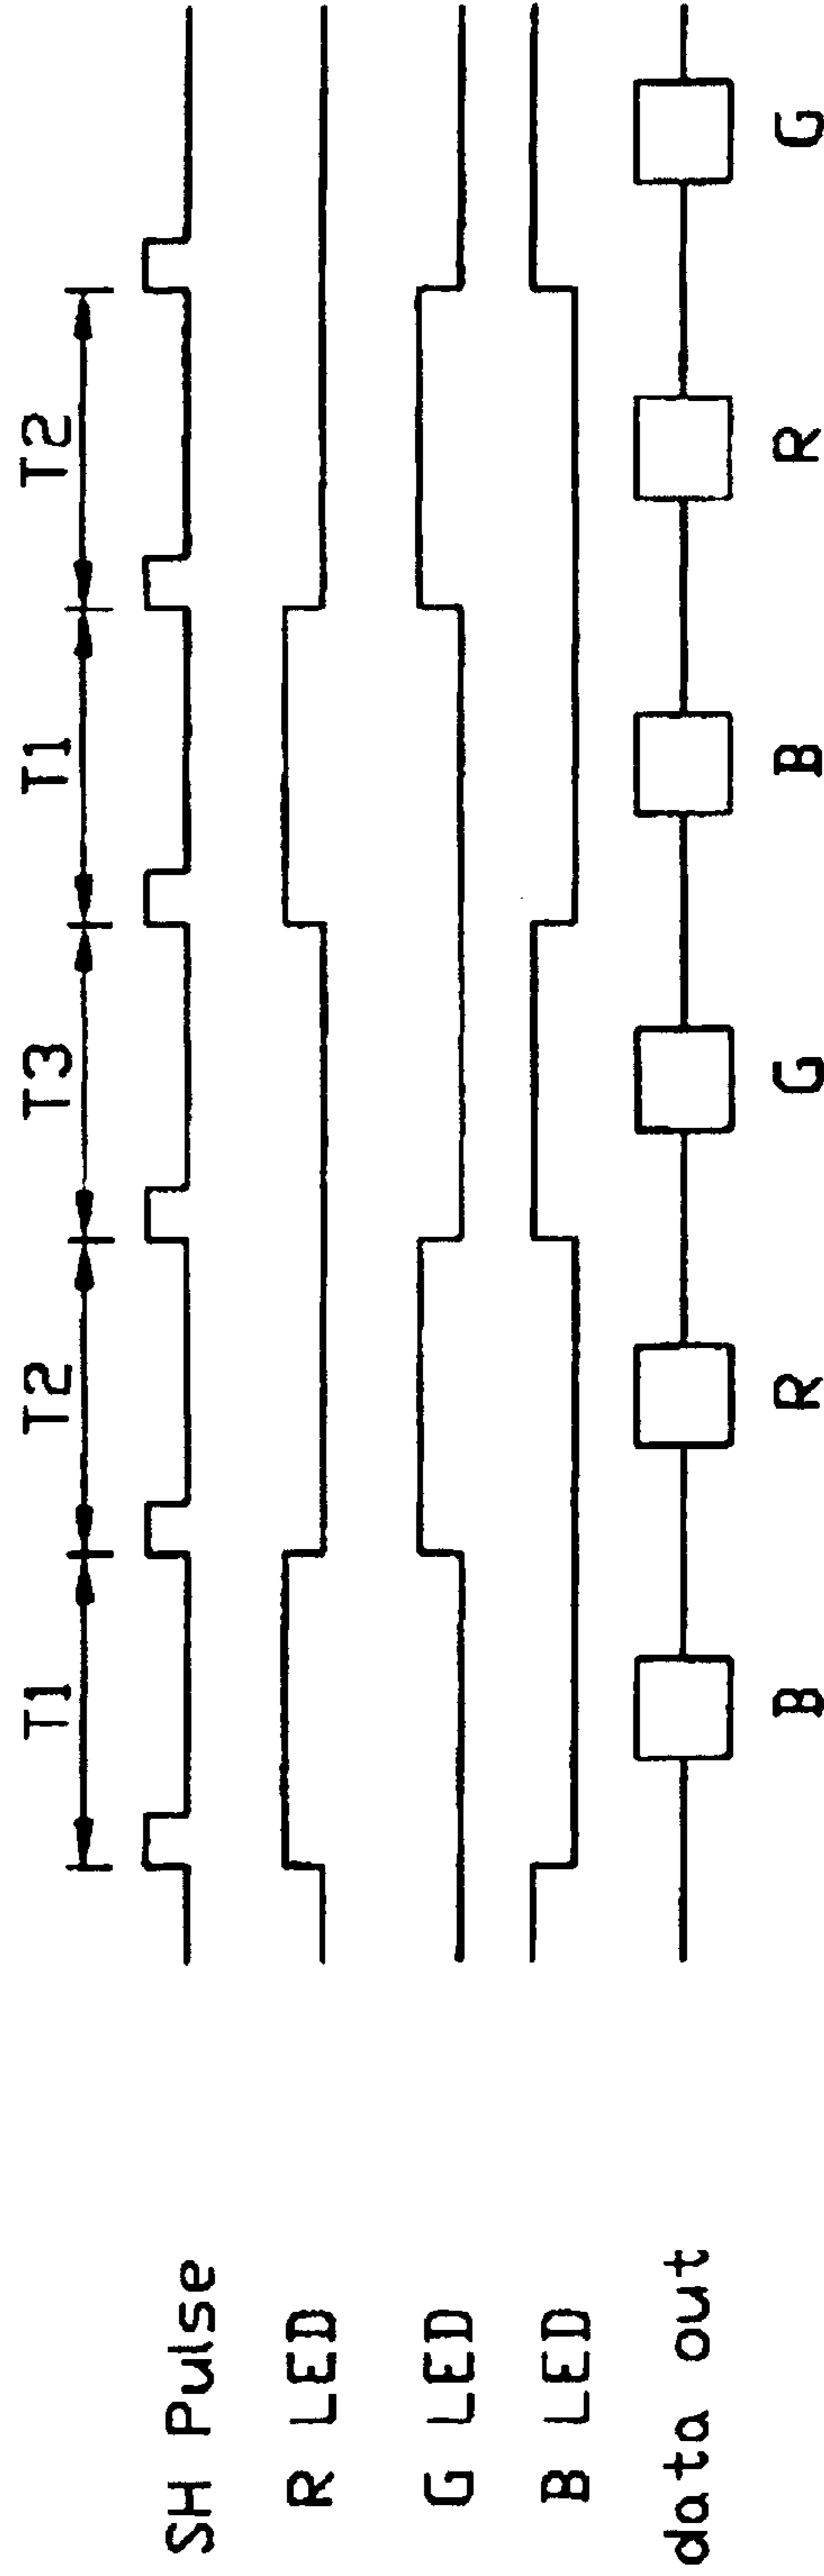 T1 T2 T3 T1 T2
SH Pulse
R LED
G LED
B LED
data out
B R G B R G